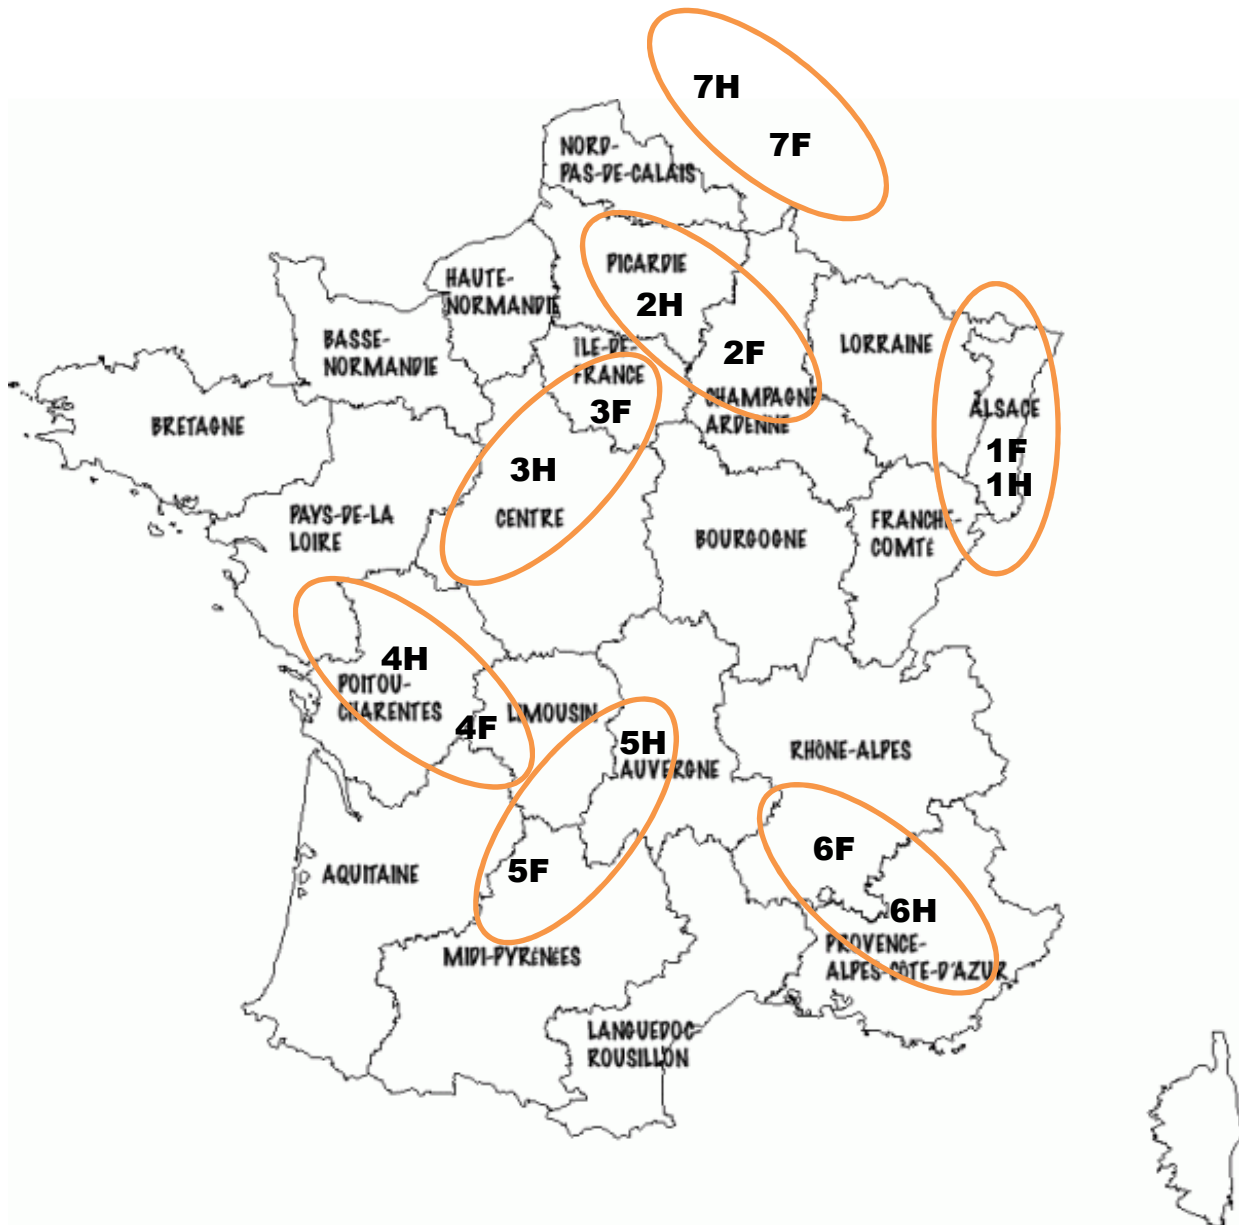 7H
7F
NORD-
PAS-DE-CALAIS
PICARDIE
HAUTE-
NORMANDIE
2H
BASSE-
NORMANDIE
ÎLE-DE-
FRANCE
2F
LORRAINE
CHAMPAGNE
ARDENNE
3F
ALSACE
BRETAGNE
1F
1H
3H
CENTRE
PAYS-DE-LA
LOIRE
BOURGOGNE
FRANCHE-
COMTÉ
4H
POITOU-
CHARENTES
4F
LIMOUSIN
5H
AUVERGNE
RHÔNE-ALPES
6F
5F
AQUITAINE
6H
PROVENCE-
ALPES-CÔTE-D'AZUR
MIDI-PYRÉNÉES
LANGUEDOC-
ROUSILLON